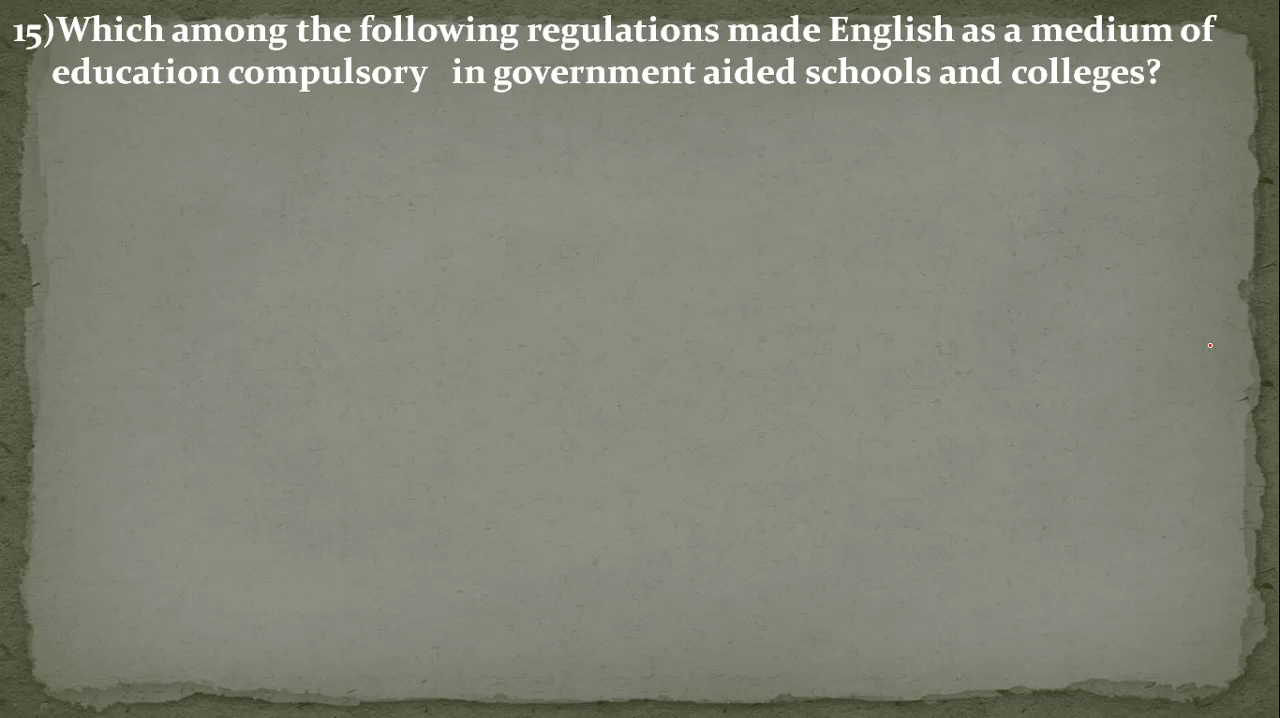 15)Which among the following regulations made English as a medium of
education compulsory in government aided schools and colleges?